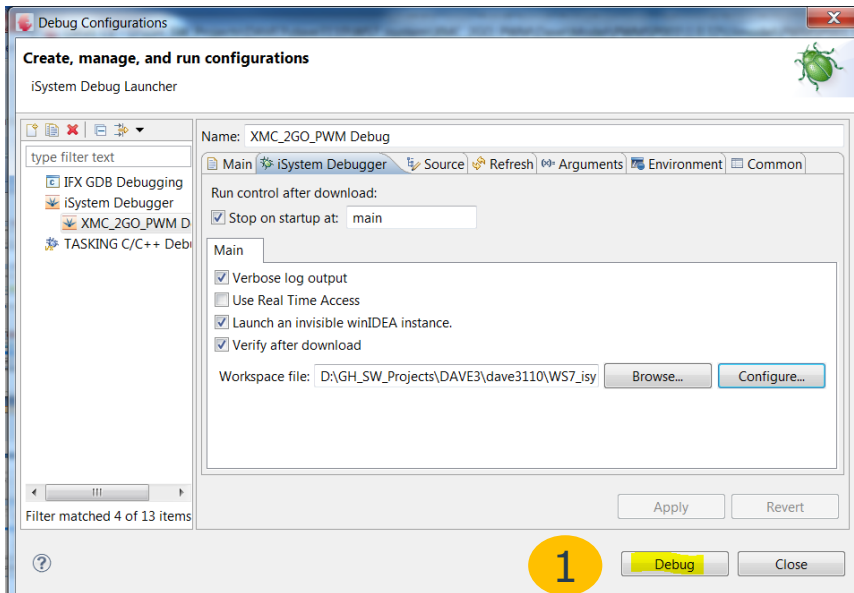 Debug Configurations
Create, manage, and run configurations
iSystem Debug Launcher
type filter text
IFX GDB Debugging
iSystem Debugger
XMC_2GO_PWM D
TASKING C/C++ Deb
Filter matched 4 of 13 items
Name: XMC_2GO_PWM Debug
Main iSystem Debugger Source Refresh Arguments Environment Common
Run control after download:
Stop on startup at: main
Main
Verbose log output
Use Real Time Access
Launch an invisible winIDEA instance.
Verify after download
Workspace file: D:\GH_SW_Projects\DAVE3\dave3110\WS7_isy Browse... Configure...
Apply Revert
1 Debug Close